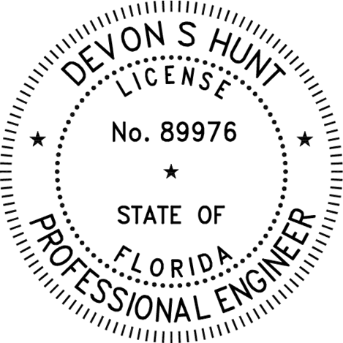 DEVON S HUNT
LICENSE
No. 89976
STATE OF
FLORIDA
PROFESSIONAL ENGINEER